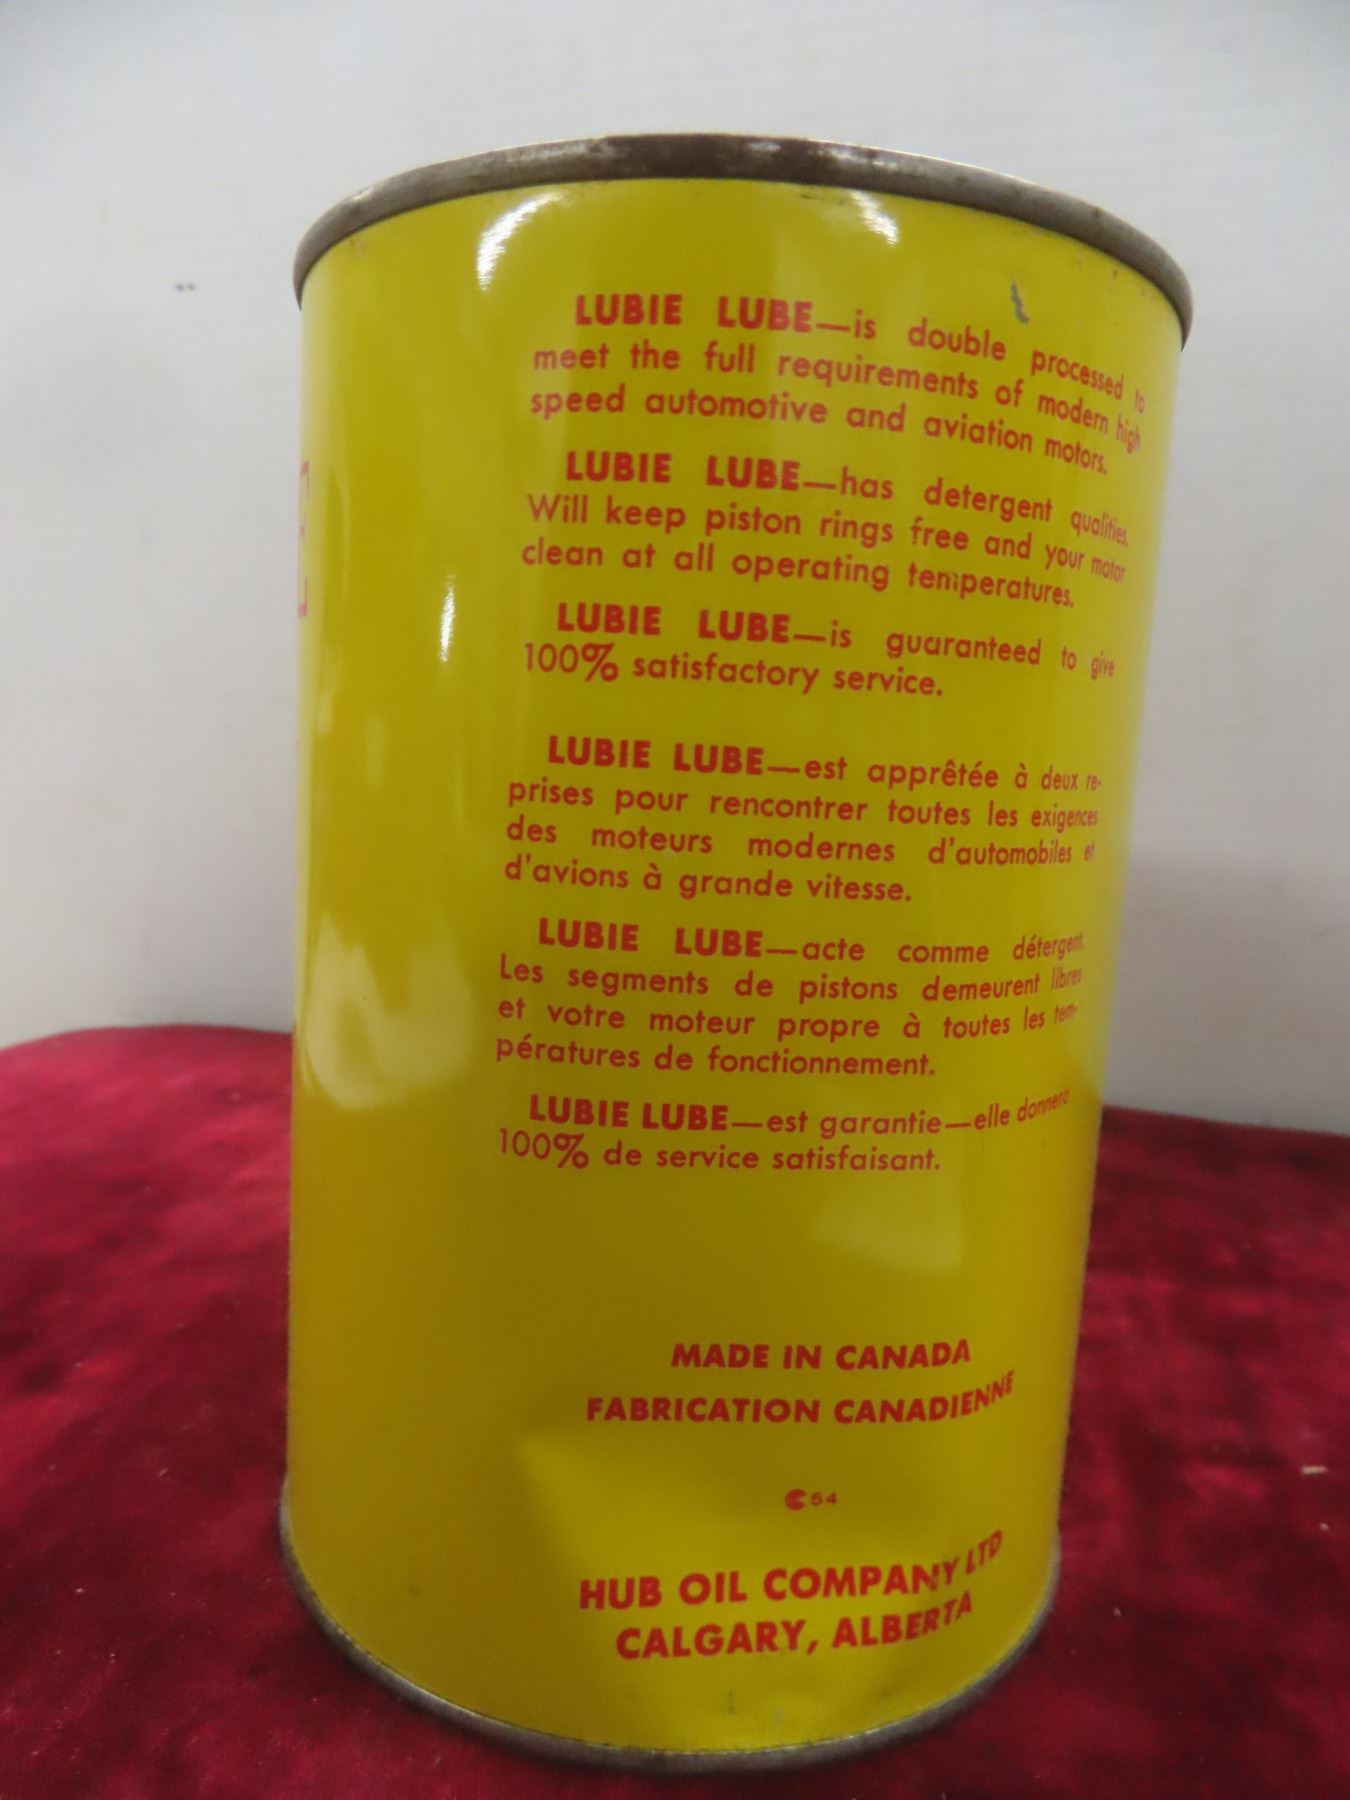 LUBIE LUBE—is double processed to
meet the full requirements of modern high
speed automotive and aviation motors.
LUBIE LUBE—has detergent qualities.
Will keep piston rings free and your motor
clean at all operating temperatures.
LUBIE LUBE—is guaranteed to give
100% satisfactory service.
LUBIE LUBE—est apprêtée à deux re-
prises pour rencontrer toutes les exigences
des moteurs modernes d'automobiles et
d'avions à grande vitesse.
LUBIE LUBE—acte comme détergent.
Les segments de pistons demeurent libres
et votre moteur propre à toutes les tem-
pératures de fonctionnement.
LUBIE LUBE—est garantie—elle donnera
100% de service satisfaisant.
MADE IN CANADA
FABRICATION CANADIENNE
C54
HUB OIL COMPANY LTD
CALGARY, ALBERTA